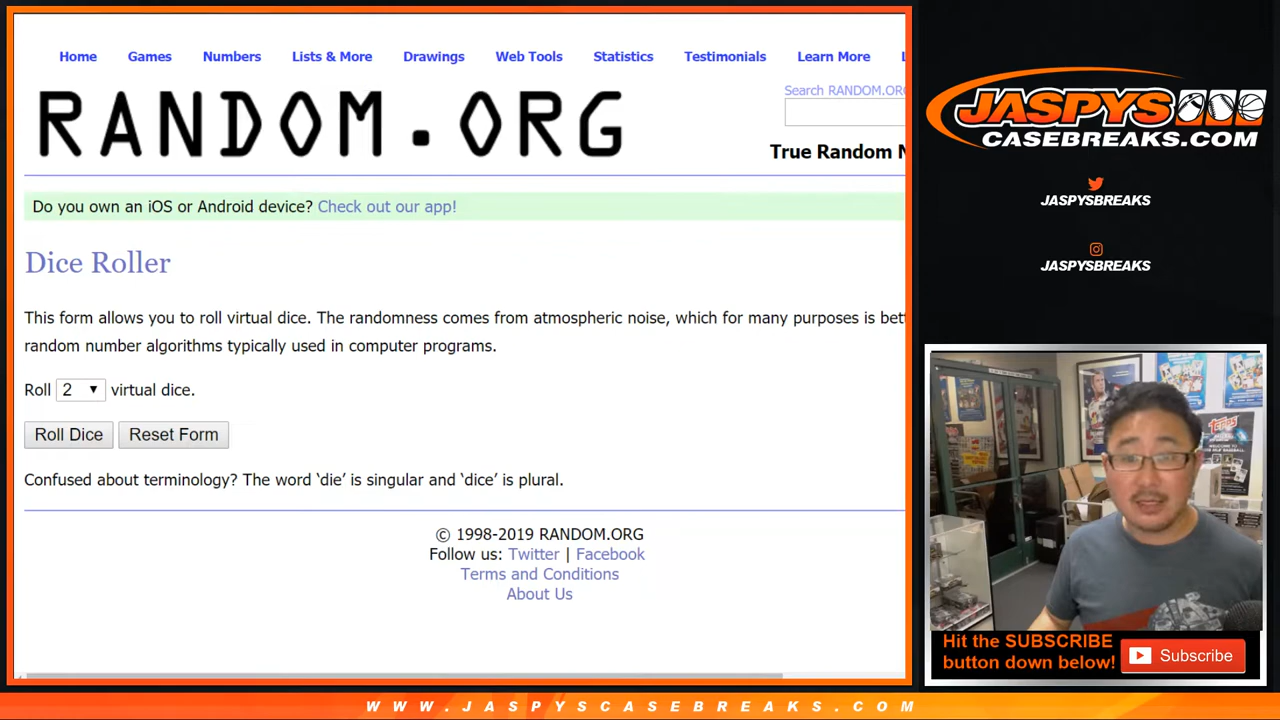 Home Games Numbers Lists & More Drawings Web Tools Statistics Testimonials Learn More
RANDOM.ORG
Search RANDOM.ORG
True Random N
Do you own an iOS or Android device? Check out our app!
Dice Roller
This form allows you to roll virtual dice. The randomness comes from atmospheric noise, which for many purposes is bett
random number algorithms typically used in computer programs.
Roll 2 virtual dice.
Roll Dice Reset Form
Confused about terminology? The word ‘die’ is singular and ‘dice’ is plural.
© 1998-2019 RANDOM.ORG
Follow us: Twitter | Facebook
Terms and Conditions
About Us
JASPYS
CASEBREAKS.COM
JASPYSBREAKS
JASPYSBREAKS
Topps
Hit the SUBSCRIBE
button down below!
Subscribe
WWW.JASPYSCASEBREAKS.COM